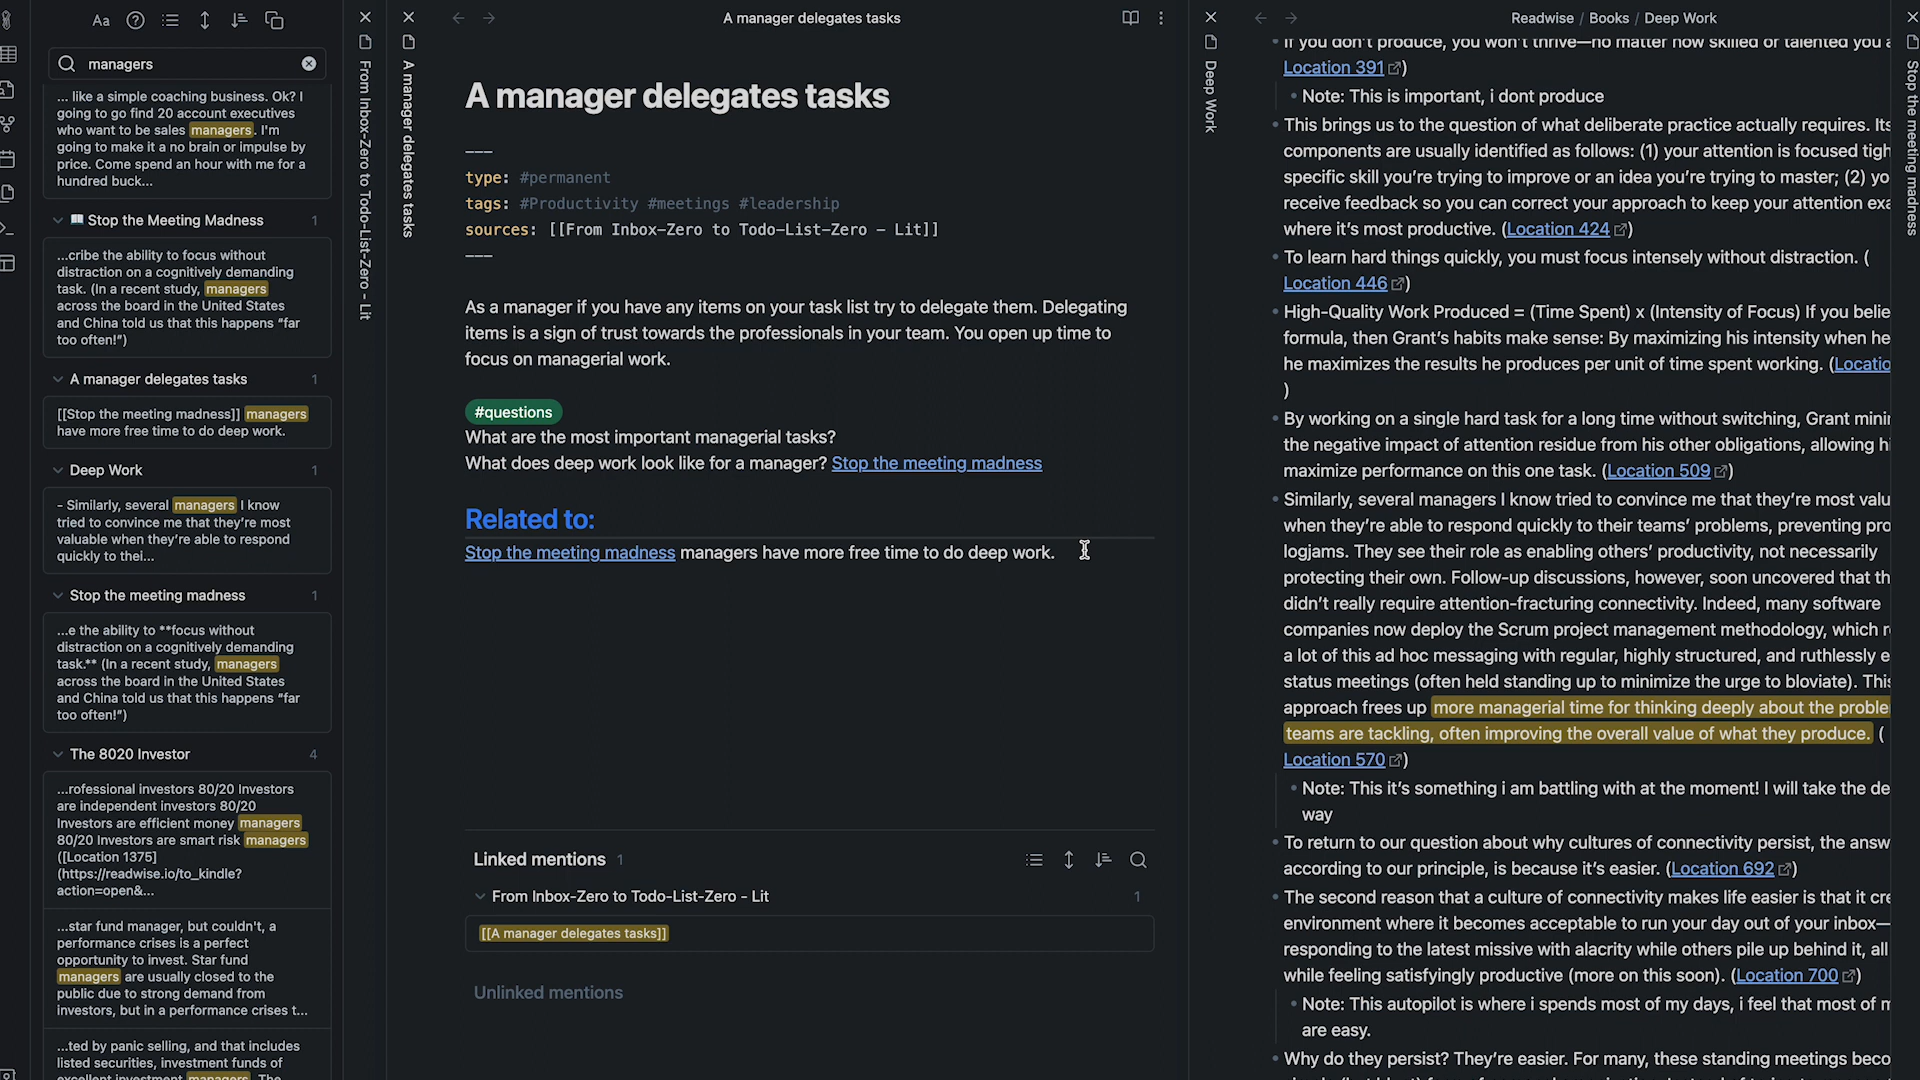 Aa
managers
... like a simple coaching business. Ok? I
going to go find 20 account executives
who want to be sales managers. I'm
going to make it a no brain or impulse by
price. Come spend an hour with me for a
hundred buck...
Stop the Meeting Madness 1
...cribe the ability to focus without
distraction on a cognitively demanding
task. (In a recent study, managers
across the board in the United States
and China told us that this happens “far
too often!”)
A manager delegates tasks 1
[[Stop the meeting madness]] managers
have more free time to do deep work.
Deep Work 1
- Similarly, several managers I know
tried to convince me that they’re most
valuable when they’re able to respond
quickly to thei...
Stop the meeting madness 1
...e the ability to **focus without
distraction on a cognitively demanding
task.** (In a recent study, managers
across the board in the United States
and China told us that this happens “far
too often!”)
The 8020 Investor 4
...rofessional investors 80/20 Investors
are independent investors 80/20
Investors are efficient money managers
80/20 Investors are smart risk managers
([Location 1375]
(https://readwise.io/to_kindle?
action=open&...
...star fund manager, but couldn't, a
performance crises is a perfect
opportunity to invest. Star fund
managers are usually closed to the
public due to strong demand from
investors, but in a performance crises t...
...ted by panic selling, and that includes
listed securities, investment funds of
excellent investment managers. The
From Inbox-Zero to Todo-List-Zero - Lit
A manager delegates tasks
A manager delegates tasks
A manager delegates tasks
---
type: #permanent
tags: #Productivity #meetings #leadership
sources: [[From Inbox-Zero to Todo-List-Zero - Lit]]
---
As a manager if you have any items on your task list try to delegate them. Delegating
items is a sign of trust towards the professionals in your team. You open up time to
focus on managerial work.
#questions
What are the most important managerial tasks?
What does deep work look like for a manager? Stop the meeting madness
Related to:
Stop the meeting madness managers have more free time to do deep work.
Linked mentions 1
From Inbox-Zero to Todo-List-Zero - Lit 1
[[A manager delegates tasks]]
Unlinked mentions
Deep Work
Readwise / Books / Deep Work
If you don’t produce, you won’t thrive—no matter how skilled or talented you a
Location 391)
Note: This is important, i dont produce
This brings us to the question of what deliberate practice actually requires. Its
components are usually identified as follows: (1) your attention is focused tigh
specific skill you’re trying to improve or an idea you’re trying to master; (2) yo
receive feedback so you can correct your approach to keep your attention exa
where it’s most productive. (Location 424)
To learn hard things quickly, you must focus intensely without distraction. (
Location 446)
High-Quality Work Produced = (Time Spent) x (Intensity of Focus) If you belie
formula, then Grant’s habits make sense: By maximizing his intensity when he
he maximizes the results he produces per unit of time spent working. (Locatio
)
By working on a single hard task for a long time without switching, Grant mini
the negative impact of attention residue from his other obligations, allowing hi
maximize performance on this one task. (Location 509)
Similarly, several managers I know tried to convince me that they’re most valu
when they’re able to respond quickly to their teams’ problems, preventing pro
logjams. They see their role as enabling others’ productivity, not necessarily
protecting their own. Follow-up discussions, however, soon uncovered that th
didn’t really require attention-fracturing connectivity. Indeed, many software
companies now deploy the Scrum project management methodology, which r
a lot of this ad hoc messaging with regular, highly structured, and ruthlessly e
status meetings (often held standing up to minimize the urge to bloviate). This
approach frees up more managerial time for thinking deeply about the proble
teams are tackling, often improving the overall value of what they produce. (
Location 570)
Note: This it’s something i am battling with at the moment! I will take the de
way
To return to our question about why cultures of connectivity persist, the answ
according to our principle, is because it’s easier. (Location 692)
The second reason that a culture of connectivity makes life easier is that it cre
environment where it becomes acceptable to run your day out of your inbox—
responding to the latest missive with alacrity while others pile up behind it, all
while feeling satisfyingly productive (more on this soon). (Location 700)
Note: This autopilot is where i spends most of my days, i feel that most of m
are easy.
Why do they persist? They’re easier. For many, these standing meetings beco
Stop the meeting madness